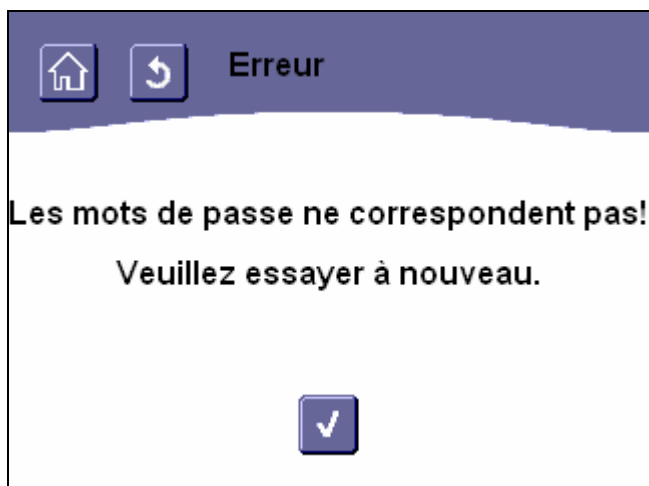 Erreur
Les mots de passe ne correspondent pas!
Veuillez essayer à nouveau.